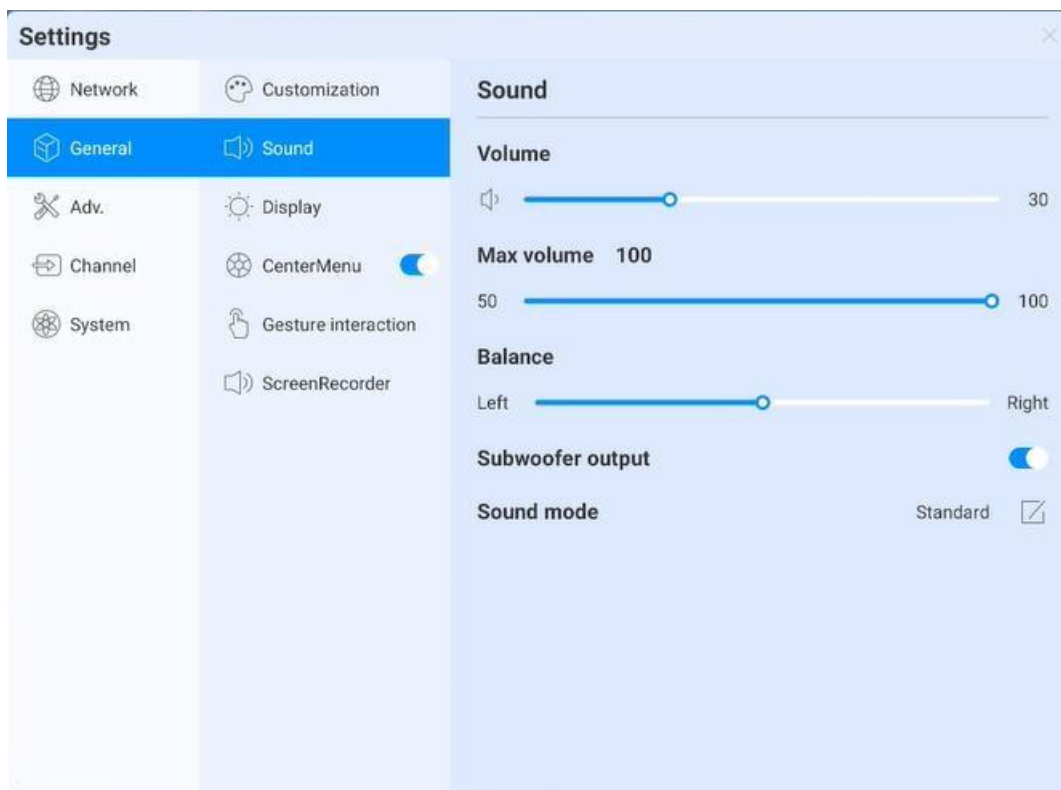 Settings
Network
General
Adv.
Channel
System
Customization
Sound
Display
CenterMenu
Gesture interaction
ScreenRecorder
Sound
Volume
30
Max volume 100
50 100
Balance
Left Right
Subwoofer output
Sound mode Standard